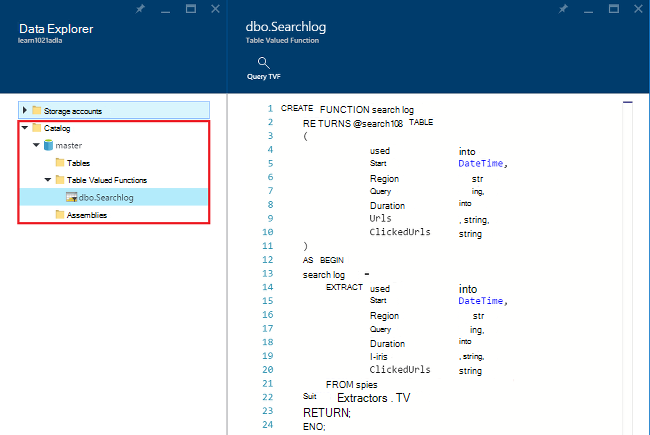 Data Explorer
learn1021adla
Storage accounts
Catalog
master
Tables
Table Valued Functions
dbo.Searchlog
Assemblies
dbo.Searchlog
Table Valued Function
Query TVF
1 CREATE FUNCTION search log
2 RE TURNS @search108 TABLE
3 (
4 used into
5 Start DateTime,
6 Region str
7 Query ing,
8 Duration into
9 Urls , string,
10 ClickedUrls string
11 )
12 AS BEGIN
13 search log =
14 EXTRACT used into
15 Start DateTime,
16 Region str
17 Query ing,
18 Duration into
19 I-iris , string,
20 ClickedUrls string
21 FROM spies
22 Suit Extractors . TV
23 RETURN;
24 ENO;